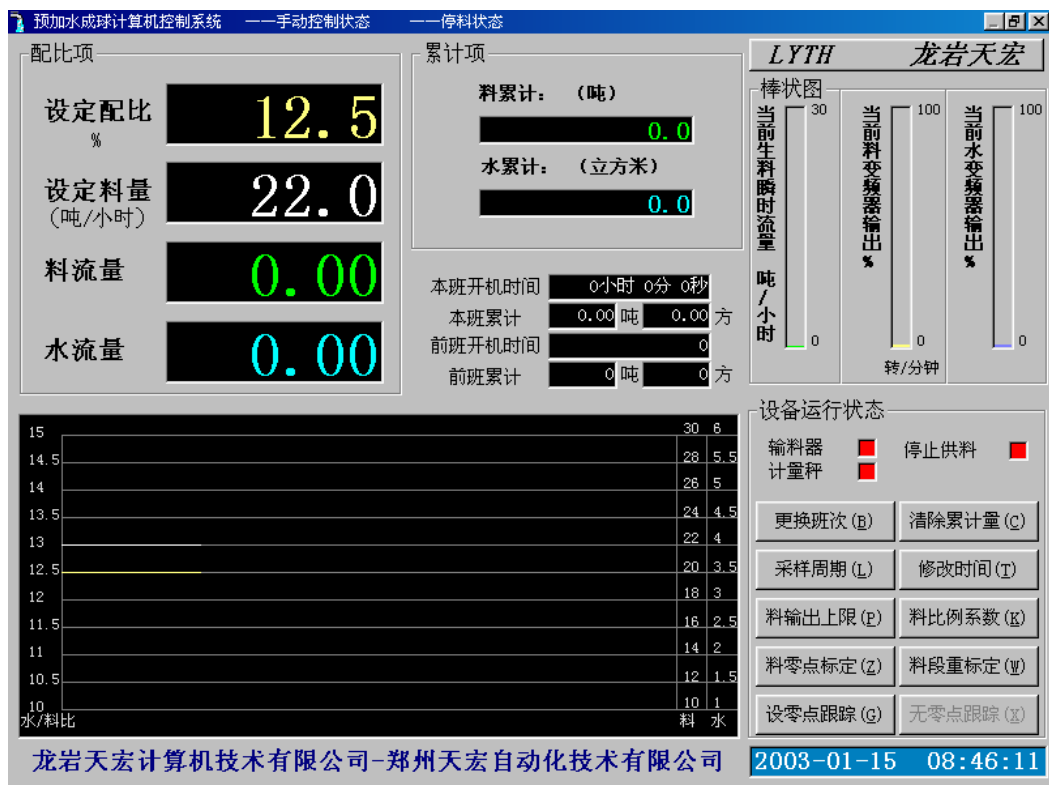 预加水成球计算机控制系统 ——手动控制状态 ——停料状态
配比项
设定配比
%
12.5
设定料量
(吨/小时)
22.0
料流量
0.00
水流量
0.00
累计项
料累计: (吨)
0.0
水累计: (立方米)
0.0
本班开机时间 0小时 0分 0秒
本班累计 0.00 吨 0.00 方
前班开机时间 0
前班累计 0 吨 0 方
LYTH 龙岩天宏
棒状图
当前生料瞬时流量 吨/小时
30
0
当前料变频器输出%
100
0
当前水变频器输出%
100
0
转/分钟
15 30 6
14.5 28 5.5
14 26 5
13.5 24 4.5
13 22 4
12.5 20 3.5
12 18 3
11.5 16 2.5
11 14 2
10.5 12 1.5
10 10 1
水/料比 料 水
设备运行状态
输料器 停止供料
计量秤
更换班次(B) 清除累计量(C)
采样周期(L) 修改时间(T)
料输出上限(P) 料比例系数(K)
料零点标定(Z) 料段重标定(W)
设零点跟踪(G) 无零点跟踪(X)
龙岩天宏计算机技术有限公司-郑州天宏自动化技术有限公司
2003-01-15 08:46:11